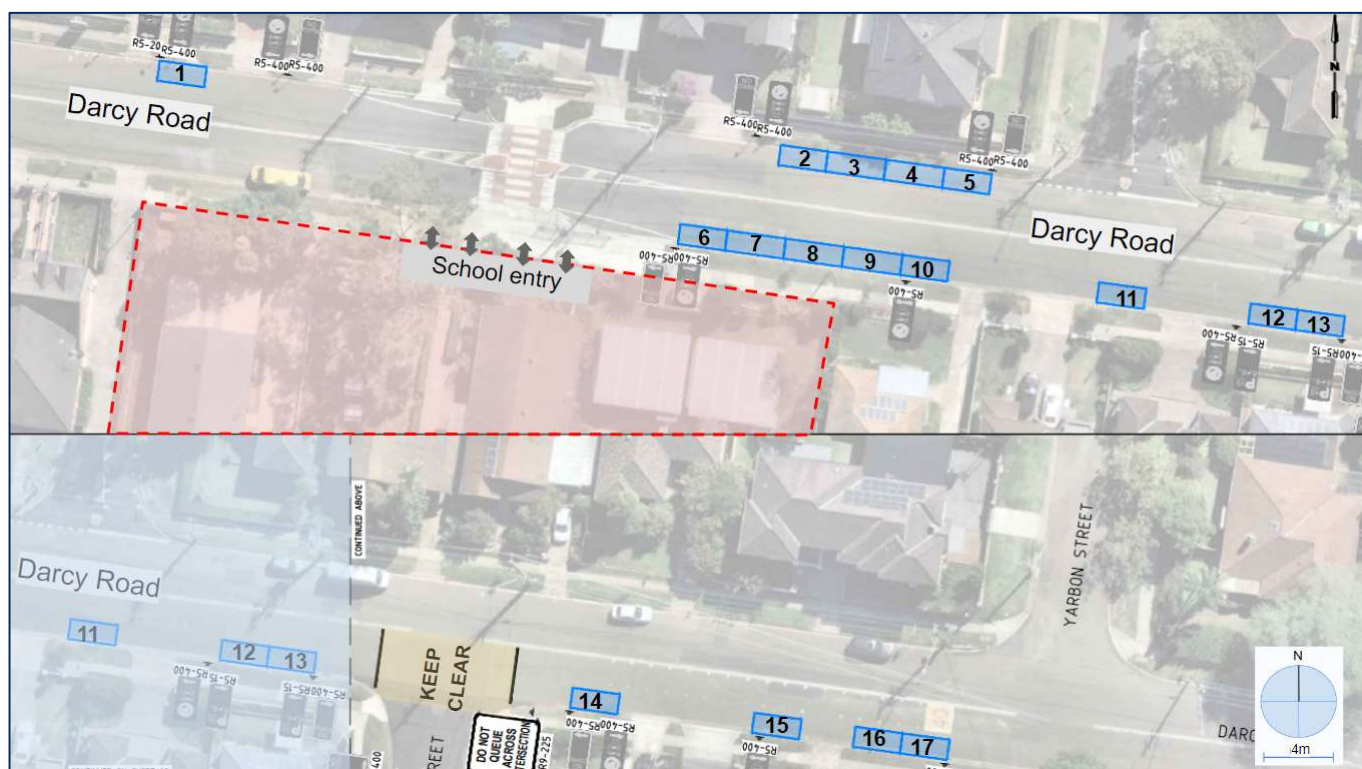 R5-20
R5-400
R5-400
R5-400
1
Darcy Road
R5-400
R5-400
R5-400
R5-400
2
3
4
5
N
Darcy Road
6
7
8
9
10
R5-400
R5-400
R5-400
School entry
11
12
13
R5-400
R5-15
R5-15
CONTINUED ABOVE
Darcy Road
11
12
13
R5-400
R5-15
R5-15
R5-400
KEEP
CLEAR
14
R5-400
R5-400
15
R5-400
16
17
40
YARBON STREET
DO NOT
QUEUE
ACROSS
R9-225
N
4m